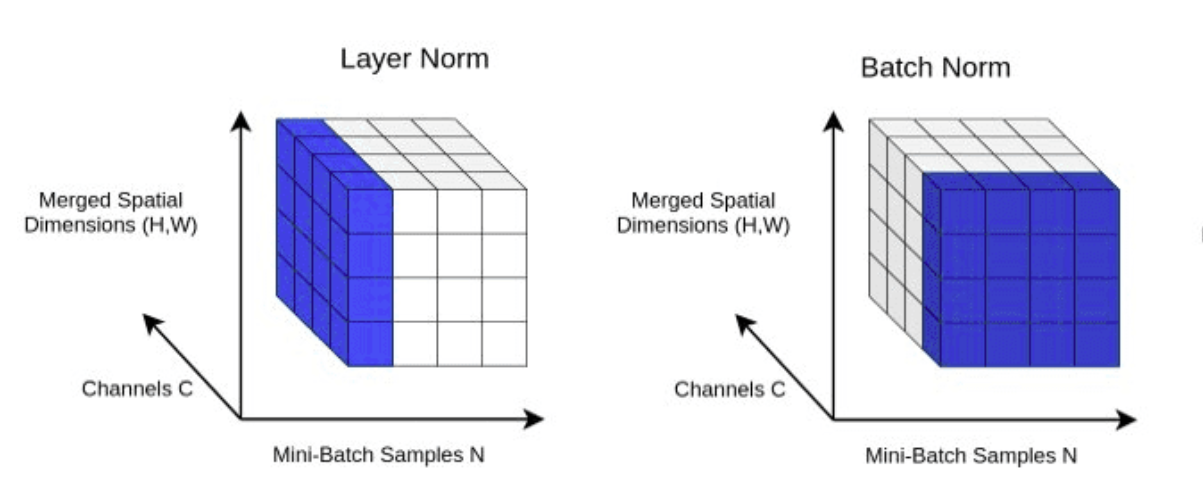 Layer Norm
Merged Spatial
Dimensions (H,W)
Channels C
Mini-Batch Samples N
Batch Norm
Merged Spatial
Dimensions (H,W)
Channels C
Mini-Batch Samples N